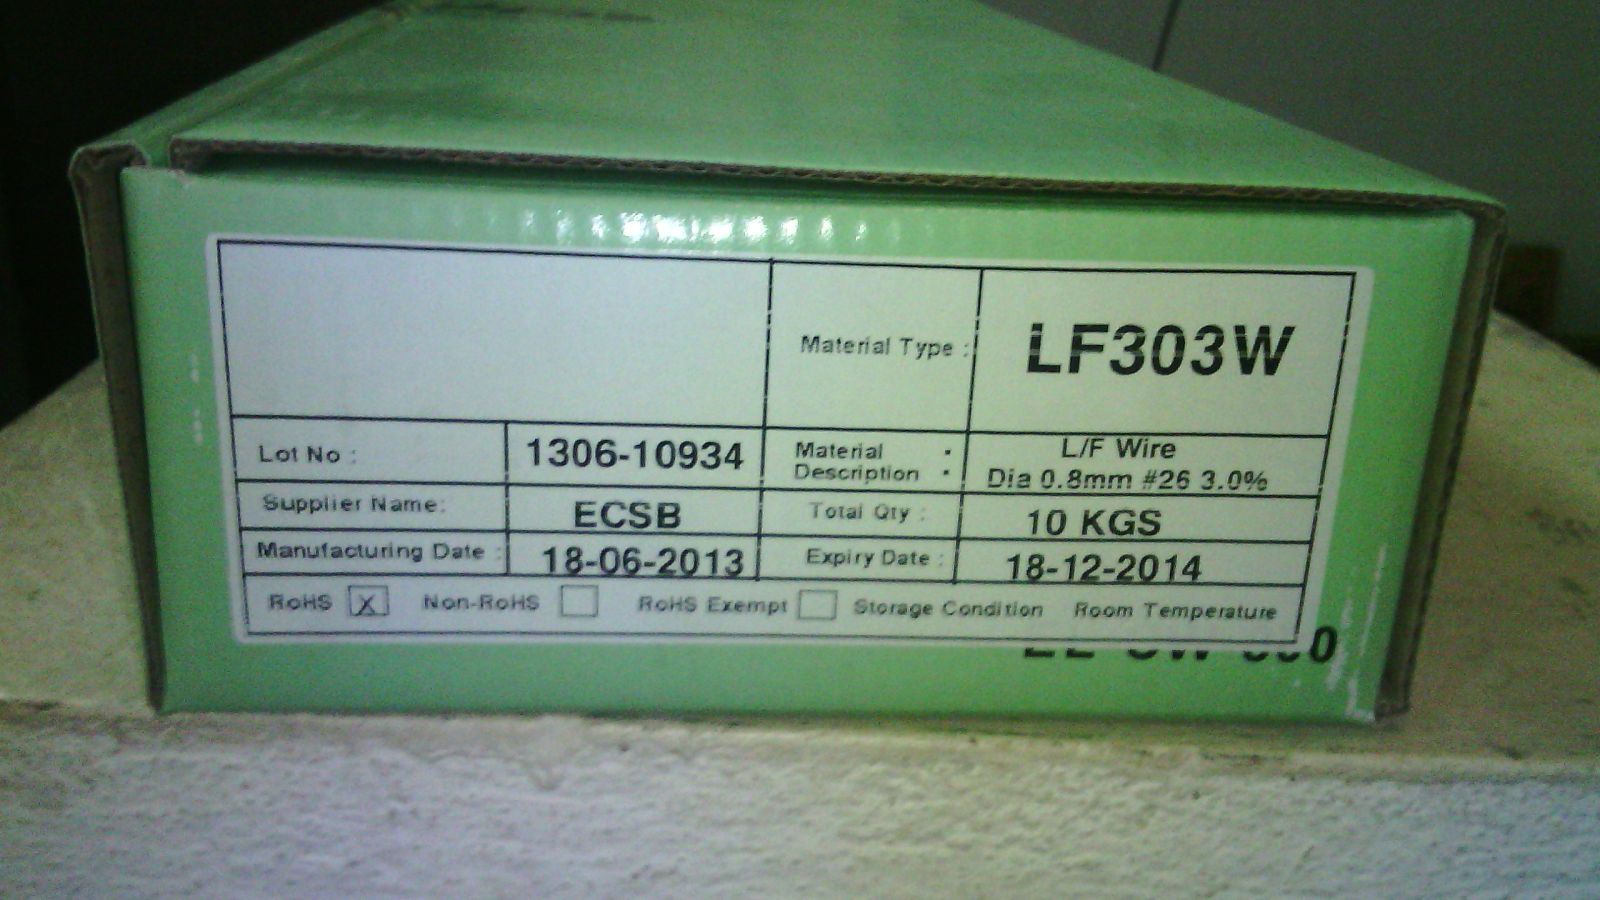 Material Type : LF303W
Lot No : 1306-10934 Material Description : L/F Wire
Dia 0.8mm #26 3.0%
Supplier Name: ECSB Total Qty : 10 KGS
Manufacturing Date : 18-06-2013 Expiry Date : 18-12-2014
RoHS X Non-RoHS RoHS Exempt Storage Condition Room Temperature